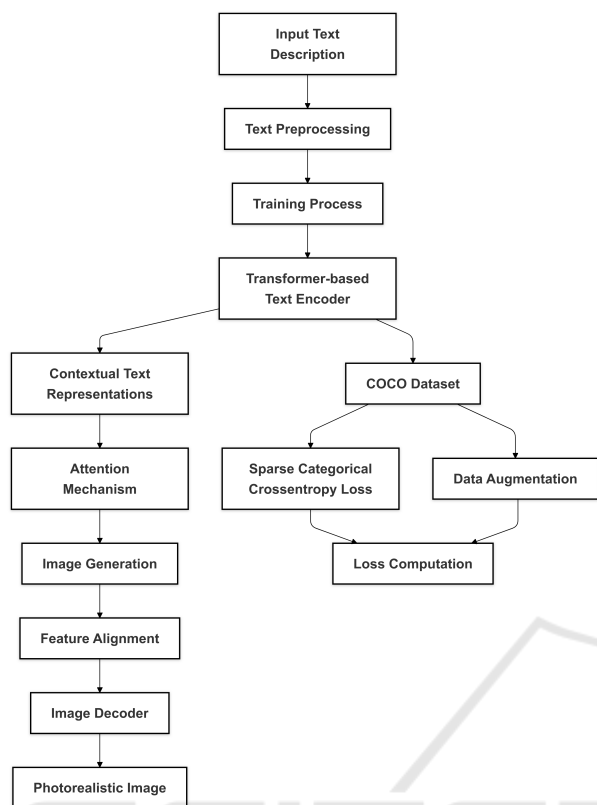 Input Text
Description
Text Preprocessing
Training Process
Transformer-based
Text Encoder
Contextual Text
Representations
COCO Dataset
Attention
Mechanism
Sparse Categorical
Crossentropy Loss
Data Augmentation
Image Generation
Loss Computation
Feature Alignment
Image Decoder
Photorealistic Image